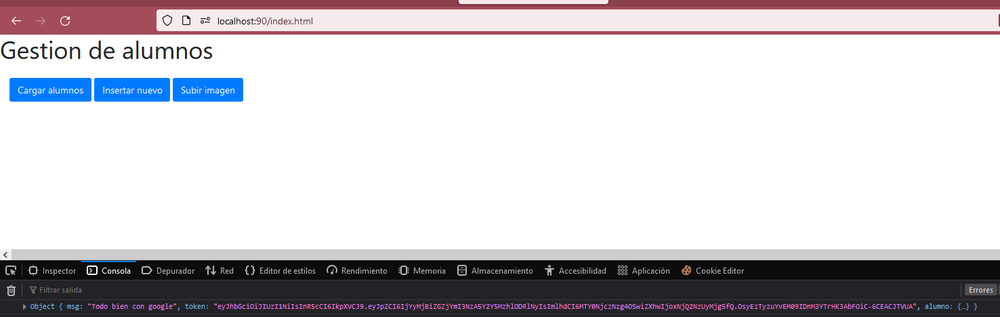 localhost:90/index.html
Gestion de alumnos
Cargar alumnos Insertar nuevo Subir imagen
Inspector Consola Depurador Red Editor de estilos Rendimiento Memoria Almacenamiento Accesibilidad Aplicación Cookie Editor
Filtrar salida Errores
Object { msg: "Todo bien con google", token: "eyJhbGciOiJIUzI1NiIsInR5cCI6IkpXVCJ9.eyJpZCI6IjYyMjBiZGZjYmI3NzA5Y2Y5MzhlODRlNyIsImlhdCI6MTY0NjczNzg4OSwiZXhwIjoxNjQ2NzUyMjg5fQ.OsyEzTyzuYvEM09IDnM3YTrHK3AbFOiC-6CEACJTVUA", alumno: {…} }